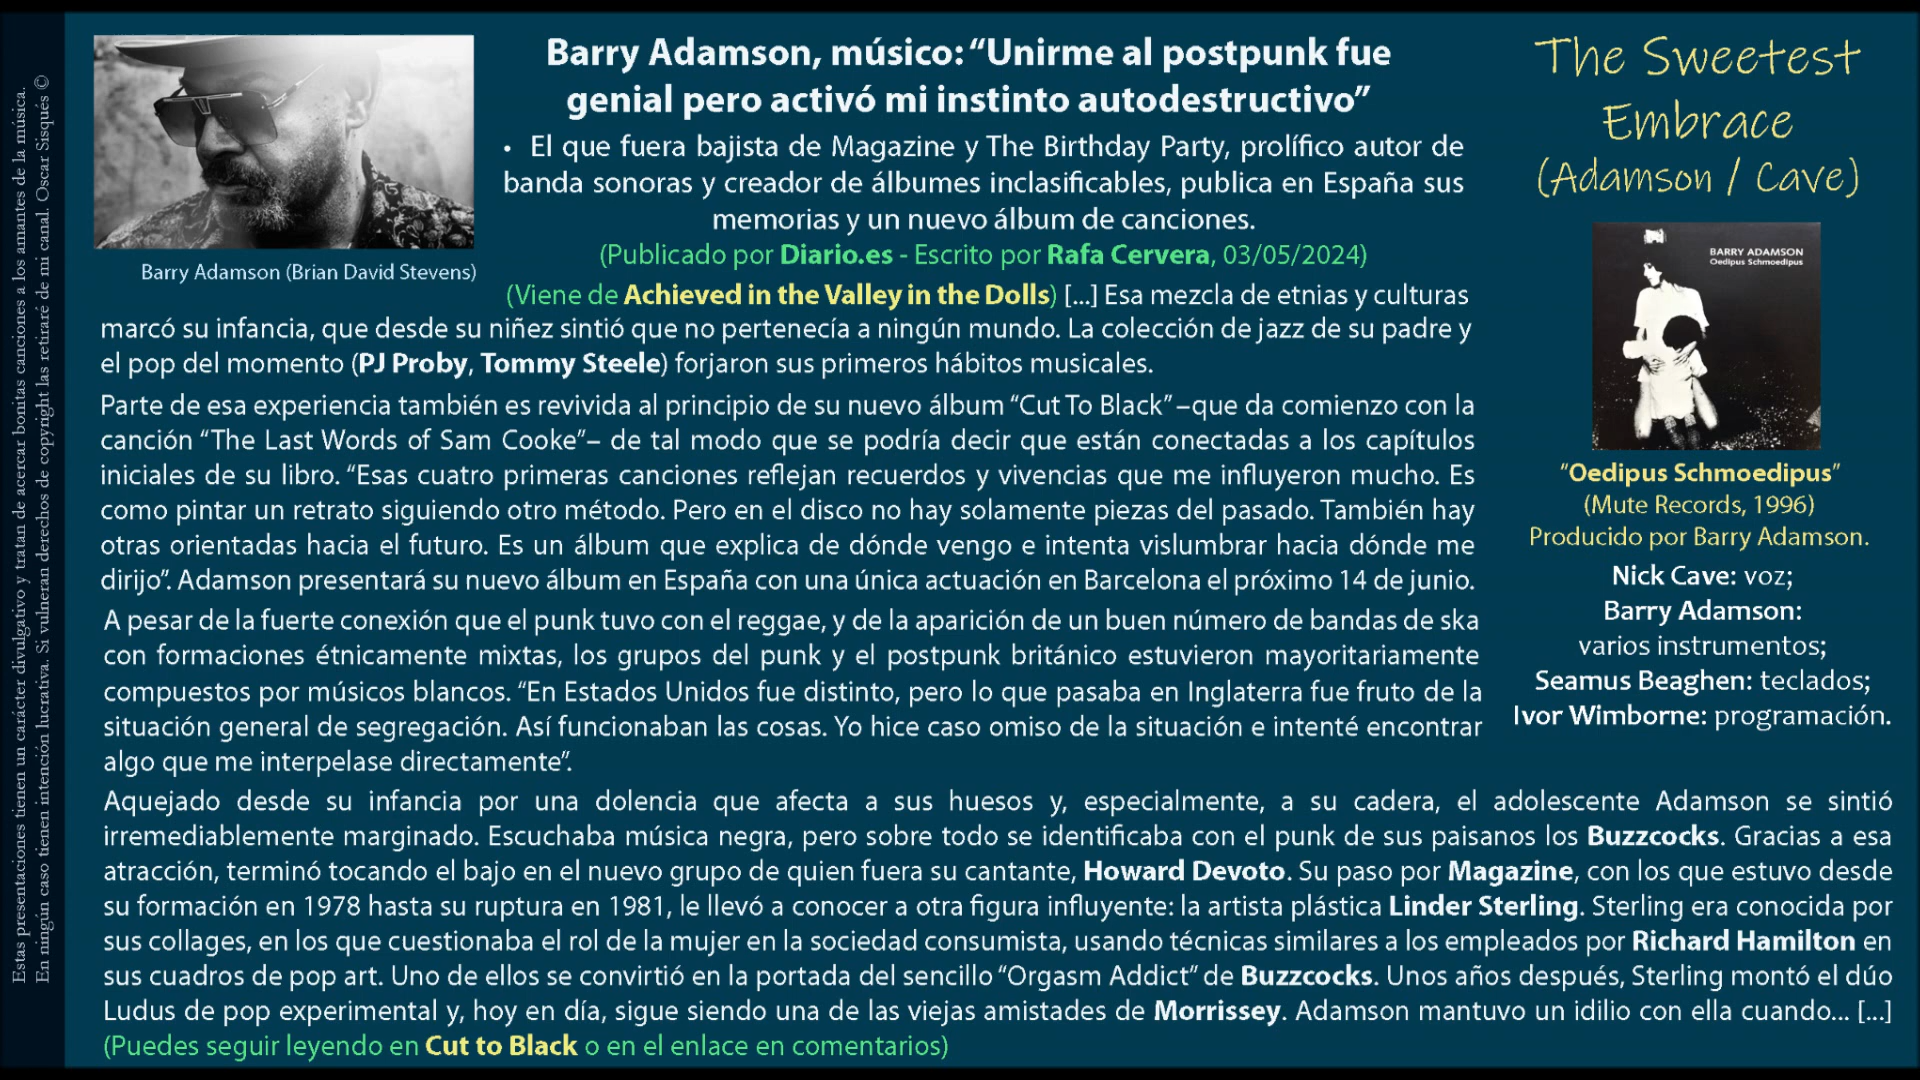 Estas presentaciones tienen un carácter divulgativo y tratan de acercar bonitas canciones a los amantes de la música.
En ningún caso tienen intención lucrativa. Si vulneran derechos de copyright las retiraré de mi canal. Oscar Sisqués ©
Barry Adamson (Brian David Stevens)
Barry Adamson, músico: “Unirme al postpunk fue
genial pero activó mi instinto autodestructivo”
• El que fuera bajista de Magazine y The Birthday Party, prolífico autor de
banda sonoras y creador de álbumes inclasificables, publica en España sus
memorias y un nuevo álbum de canciones.
(Publicado por Diario.es - Escrito por Rafa Cervera, 03/05/2024)
(Viene de Achieved in the Valley in the Dolls) [...] Esa mezcla de etnias y culturas
marcó su infancia, que desde su niñez sintió que no pertenecía a ningún mundo. La colección de jazz de su padre y
el pop del momento (PJ Proby, Tommy Steele) forjaron sus primeros hábitos musicales.
Parte de esa experiencia también es revivida al principio de su nuevo álbum “Cut To Black” –que da comienzo con la
canción “The Last Words of Sam Cooke”– de tal modo que se podría decir que están conectadas a los capítulos
iniciales de su libro. “Esas cuatro primeras canciones reflejan recuerdos y vivencias que me influyeron mucho. Es
como pintar un retrato siguiendo otro método. Pero en el disco no hay solamente piezas del pasado. También hay
otras orientadas hacia el futuro. Es un álbum que explica de dónde vengo e intenta vislumbrar hacia dónde me
dirijo”. Adamson presentará su nuevo álbum en España con una única actuación en Barcelona el próximo 14 de junio.
A pesar de la fuerte conexión que el punk tuvo con el reggae, y de la aparición de un buen número de bandas de ska
con formaciones étnicamente mixtas, los grupos del punk y el postpunk británico estuvieron mayoritariamente
compuestos por músicos blancos. “En Estados Unidos fue distinto, pero lo que pasaba en Inglaterra fue fruto de la
situación general de segregación. Así funcionaban las cosas. Yo hice caso omiso de la situación e intenté encontrar
algo que me interpelase directamente”.
Aquejado desde su infancia por una dolencia que afecta a sus huesos y, especialmente, a su cadera, el adolescente Adamson se sintió
irremediablemente marginado. Escuchaba música negra, pero sobre todo se identificaba con el punk de sus paisanos los Buzzcocks. Gracias a esa
atracción, terminó tocando el bajo en el nuevo grupo de quien fuera su cantante, Howard Devoto. Su paso por Magazine, con los que estuvo desde
su formación en 1978 hasta su ruptura en 1981, le llevó a conocer a otra figura influyente: la artista plástica Linder Sterling. Sterling era conocida por
sus collages, en los que cuestionaba el rol de la mujer en la sociedad consumista, usando técnicas similares a los empleados por Richard Hamilton en
sus cuadros de pop art. Uno de ellos se convirtió en la portada del sencillo “Orgasm Addict” de Buzzcocks. Unos años después, Sterling montó el dúo
Ludus de pop experimental y, hoy en día, sigue siendo una de las viejas amistades de Morrissey. Adamson mantuvo un idilio con ella cuando... [...]
(Puedes seguir leyendo en Cut to Black o en el enlace en comentarios)
The Sweetest
Embrace
(Adamson / Cave)
BARRY ADAMSON
Oedipus Schmoedipus
“Oedipus Schmoedipus”
(Mute Records, 1996)
Producido por Barry Adamson.
Nick Cave: voz;
Barry Adamson:
varios instrumentos;
Seamus Beaghen: teclados;
Ivor Wimborne: programación.